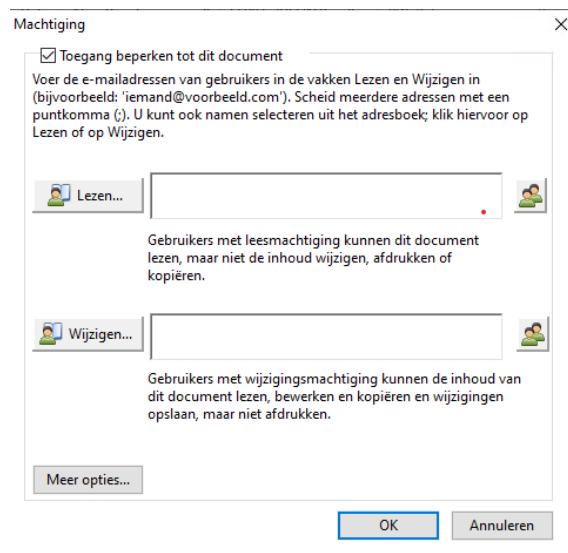 Machtiging
Toegang beperken tot dit document
Voer de e-mailadressen van gebruikers in de vakken Lezen en Wijzigen in
(bijvoorbeeld: 'iemand@voorbeeld.com'). Scheid meerdere adressen met een
puntkomma (;). U kunt ook namen selecteren uit het adresboek; klik hiervoor op
Lezen of op Wijzigen.
Lezen...
Gebruikers met leesmachtiging kunnen dit document
lezen, maar niet de inhoud wijzigen, afdrukken of
kopiëren.
Wijzigen...
Gebruikers met wijzigingsmachtiging kunnen de inhoud van
dit document lezen, bewerken en kopiëren en wijzigingen
opslaan, maar niet afdrukken.
Meer opties...
OK
Annuleren